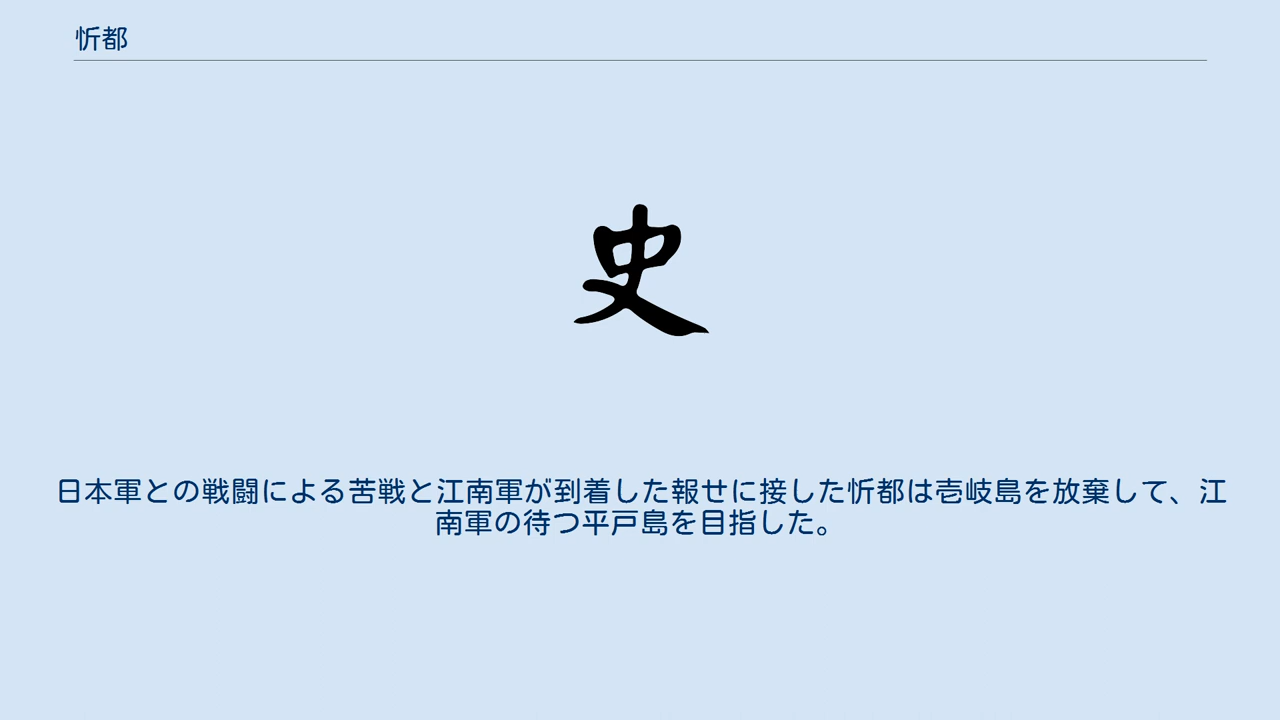 忻都
史
日本軍との戦闘による苦戦と江南軍が到着した報せに接した忻都は壱岐島を放棄して、江
南軍の待つ平戸島を目指した。